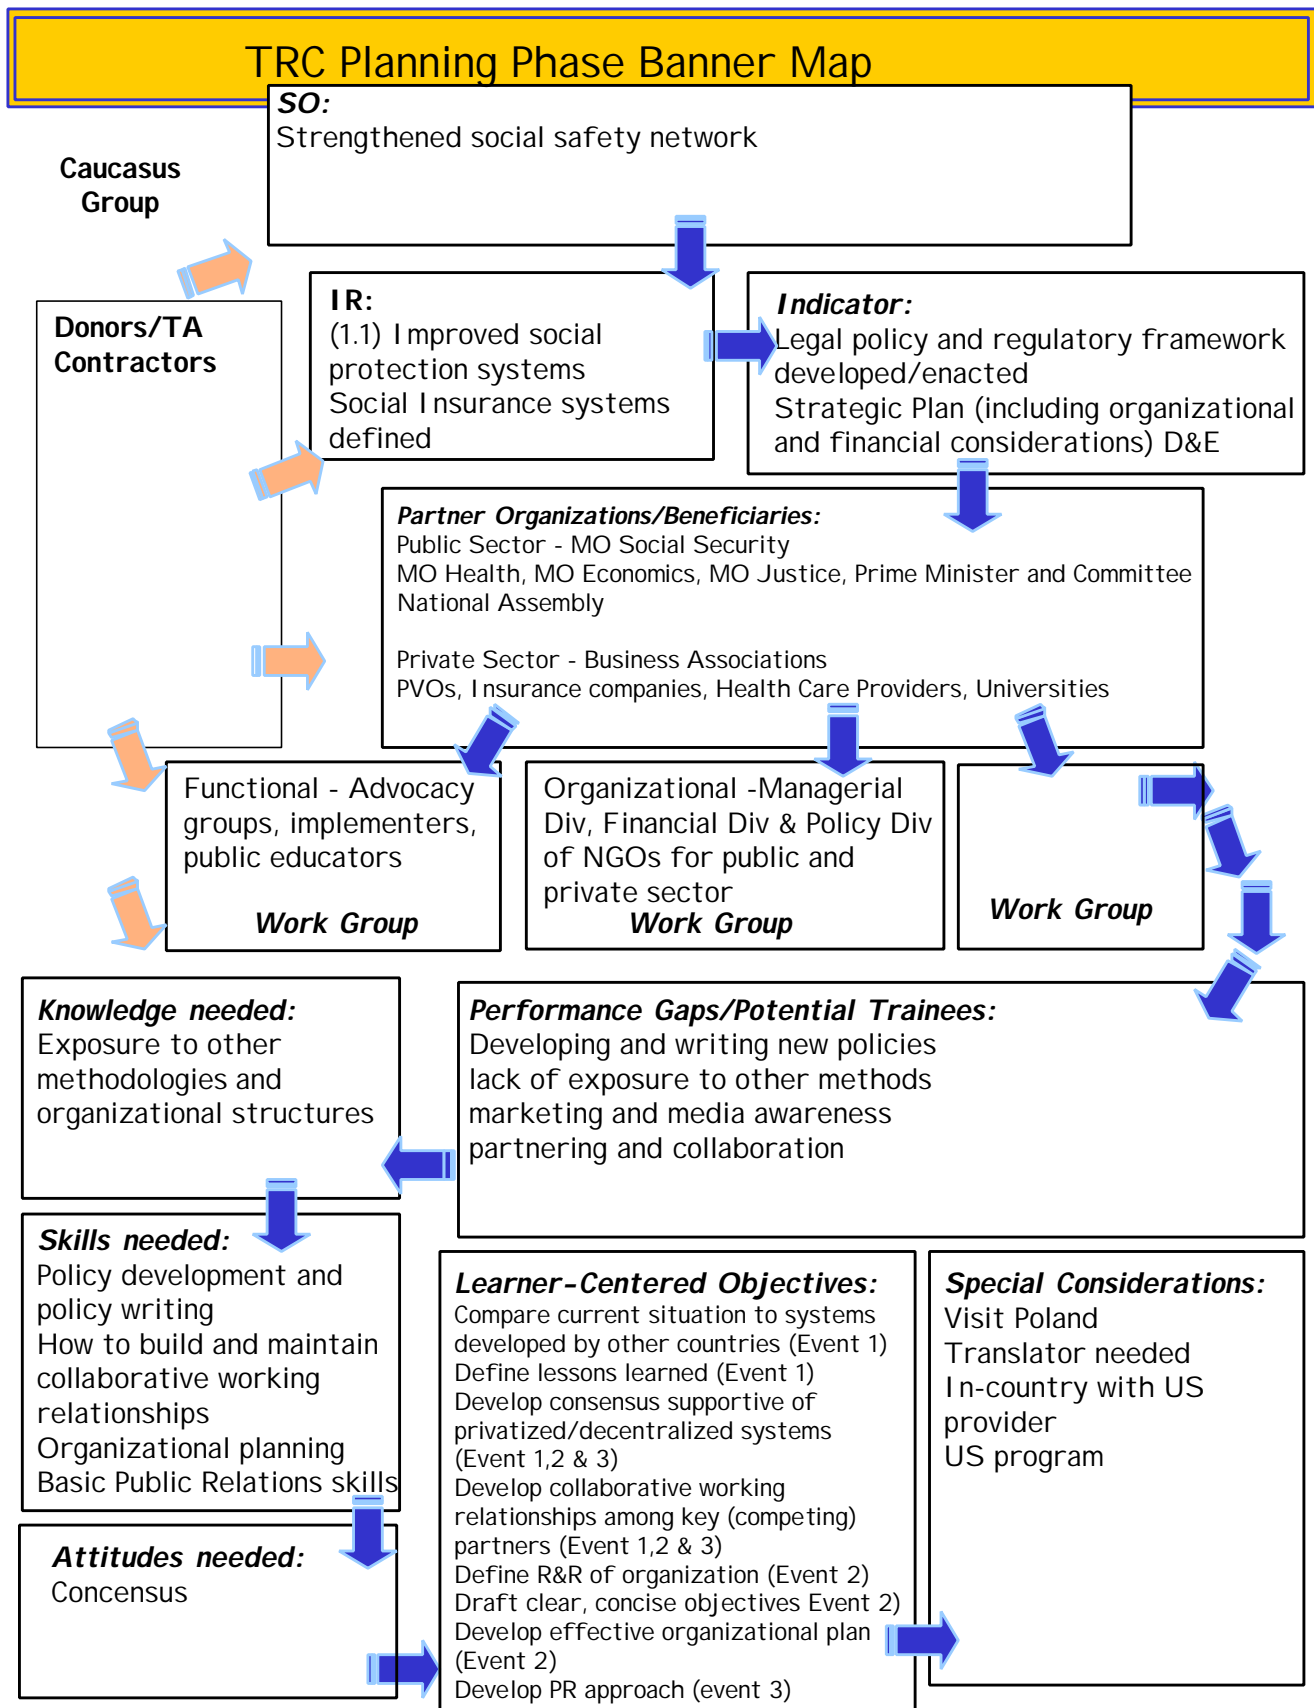 TRC Planning Phase Banner Map
SO:
Strengthened social safety network
Caucasus
Group
Donors/TA
Contractors
IR:
(1.1) Improved social
protection systems
Social Insurance systems
defined
Indicator:
Legal policy and regulatory framework
developed/enacted
Strategic Plan (including organizational
and financial considerations) D&E
Partner Organizations/Beneficiaries:
Public Sector - MO Social Security
MO Health, MO Economics, MO Justice, Prime Minister and Committee
National Assembly
Private Sector - Business Associations
PVOs, Insurance companies, Health Care Providers, Universities
Functional - Advocacy
groups, implementers,
public educators
Work Group
Organizational -Managerial
Div, Financial Div & Policy Div
of NGOs for public and
private sector
Work Group
Work Group
Knowledge needed:
Exposure to other
methodologies and
organizational structures
Performance Gaps/Potential Trainees:
Developing and writing new policies
lack of exposure to other methods
marketing and media awareness
partnering and collaboration
Skills needed:
Policy development and
policy writing
How to build and maintain
collaborative working
relationships
Organizational planning
Basic Public Relations skills
Attitudes needed:
Concensus
Learner-Centered Objectives:
Compare current situation to systems
developed by other countries (Event 1)
Define lessons learned (Event 1)
Develop consensus supportive of
privatized/decentralized systems
(Event 1,2 & 3)
Develop collaborative working
relationships among key (competing)
partners (Event 1,2 & 3)
Define R&R of organization (Event 2)
Draft clear, concise objectives Event 2)
Develop effective organizational plan
(Event 2)
Develop PR approach (event 3)
Special Considerations:
Visit Poland
Translator needed
In-country with US
provider
US program